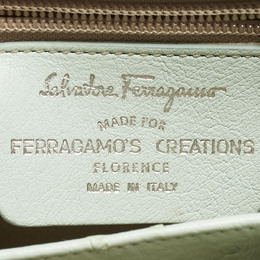 Salvatore Ferragamo
MADE FOR
FERRAGAMO'S CREATIONS
FLORENCE
MADE IN ITALY